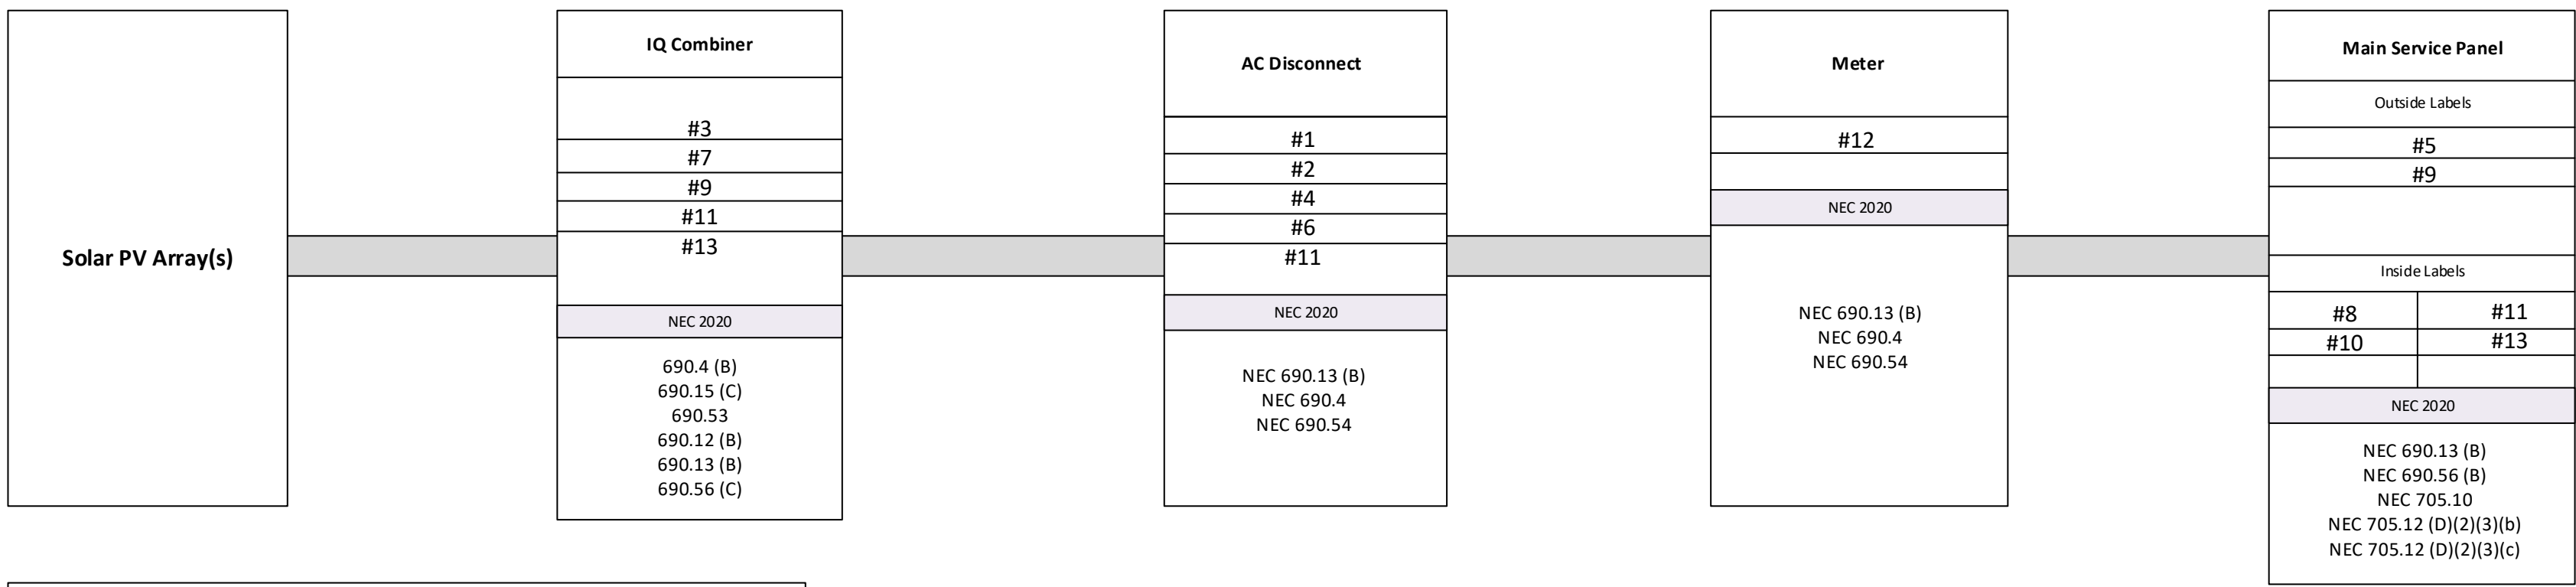 Solar PV Array(s)
IQ Combiner
#3
#7
#9
#11
#13
NEC 2020
690.4 (B)
690.15 (C)
690.53
690.12 (B)
690.13 (B)
690.56 (C)
AC Disconnect
#1
#2
#4
#6
#11
NEC 2020
NEC 690.13 (B)
NEC 690.4
NEC 690.54
Meter
#12
NEC 2020
NEC 690.13 (B)
NEC 690.4
NEC 690.54
Main Service Panel
Outside Labels
#5
#9
Inside Labels
#8 #11
#10 #13
NEC 2020
NEC 690.13 (B)
NEC 690.56 (B)
NEC 705.10
NEC 705.12 (D)(2)(3)(b)
NEC 705.12 (D)(2)(3)(c)